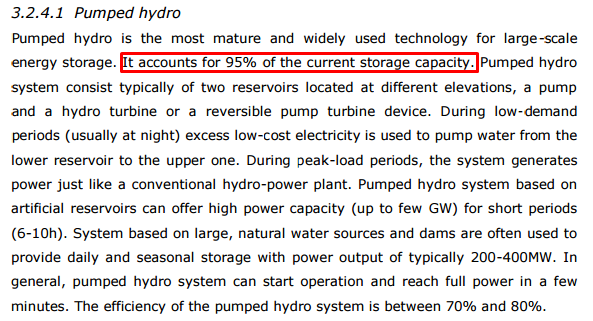 3.2.4.1 Pumped hydro
Pumped hydro is the most mature and widely used technology for large-scale
energy storage. It accounts for 95% of the current storage capacity. Pumped hydro
system consist typically of two reservoirs located at different elevations, a pump
and a hydro turbine or a reversible pump turbine device. During low-demand
periods (usually at night) excess low-cost electricity is used to pump water from the
lower reservoir to the upper one. During peak-load periods, the system generates
power just like a conventional hydro-power plant. Pumped hydro system based on
artificial reservoirs can offer high power capacity (up to few GW) for short periods
(6-10h). System based on large, natural water sources and dams are often used to
provide daily and seasonal storage with power output of typically 200-400MW. In
general, pumped hydro system can start operation and reach full power in a few
minutes. The efficiency of the pumped hydro system is between 70% and 80%.